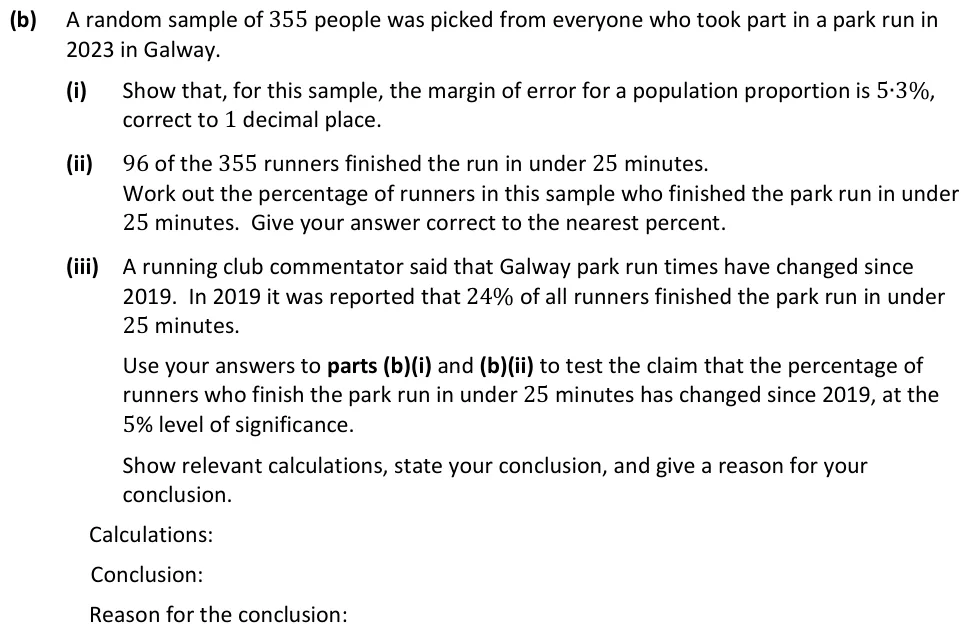 (b) A random sample of 355 people was picked from everyone who took part in a park run in
2023 in Galway.
(i) Show that, for this sample, the margin of error for a population proportion is 5·3%,
correct to 1 decimal place.
(ii) 96 of the 355 runners finished the run in under 25 minutes.
Work out the percentage of runners in this sample who finished the park run in under
25 minutes. Give your answer correct to the nearest percent.
(iii) A running club commentator said that Galway park run times have changed since
2019. In 2019 it was reported that 24% of all runners finished the park run in under
25 minutes.
Use your answers to parts (b)(i) and (b)(ii) to test the claim that the percentage of
runners who finish the park run in under 25 minutes has changed since 2019, at the
5% level of significance.
Show relevant calculations, state your conclusion, and give a reason for your
conclusion.
Calculations:
Conclusion:
Reason for the conclusion: